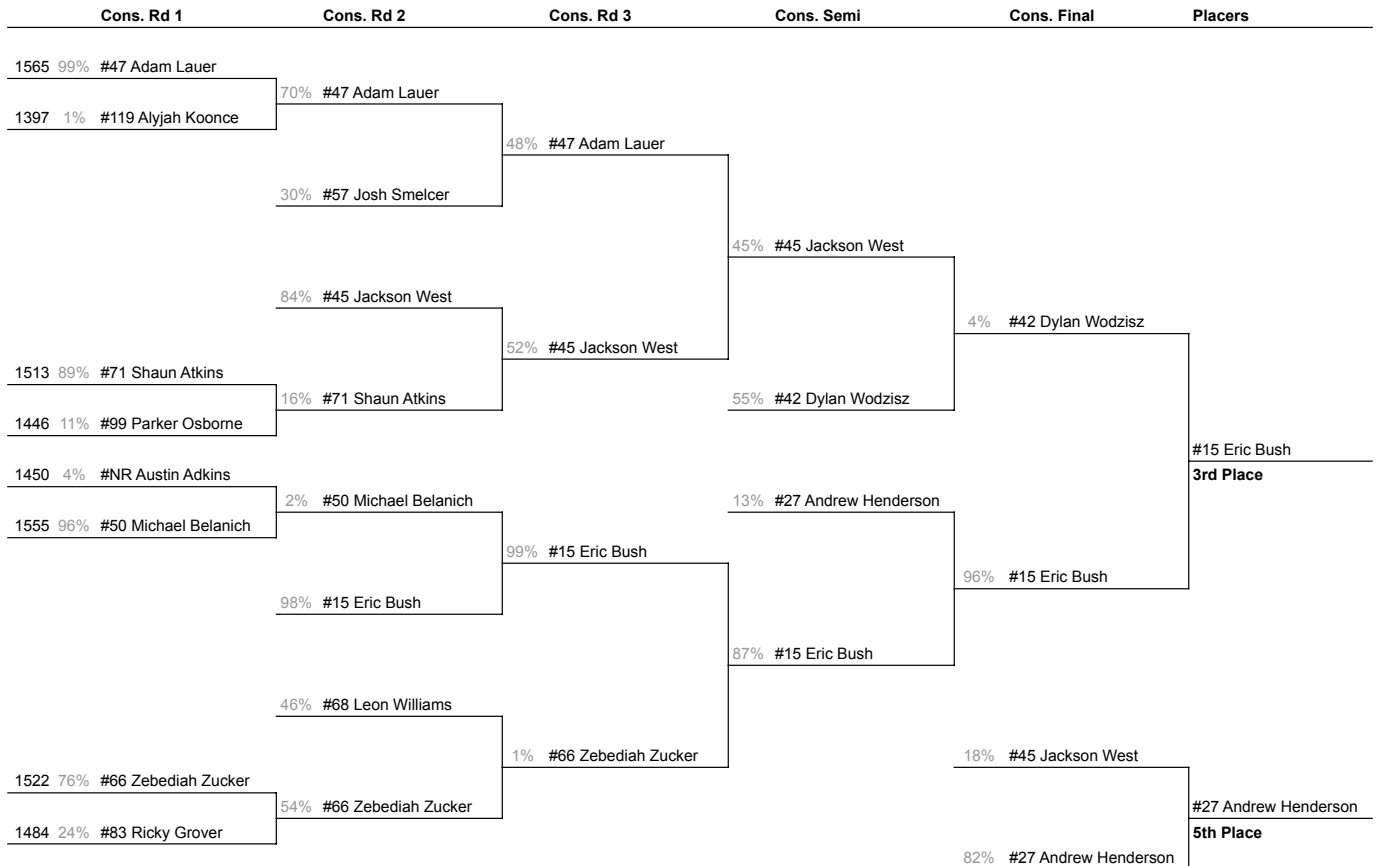 Cons. Rd 1 Cons. Rd 2 Cons. Rd 3 Cons. Semi Cons. Final Placers
1565 99% #47 Adam Lauer
70% #47 Adam Lauer
1397 1% #119 Alyjah Koonce
48% #47 Adam Lauer
30% #57 Josh Smelcer
45% #45 Jackson West
84% #45 Jackson West
4% #42 Dylan Wodzisz
52% #45 Jackson West
1513 89% #71 Shaun Atkins
16% #71 Shaun Atkins
55% #42 Dylan Wodzisz
1446 11% #99 Parker Osborne
#15 Eric Bush
3rd Place
1450 4% #NR Austin Adkins
2% #50 Michael Belanich
13% #27 Andrew Henderson
1555 96% #50 Michael Belanich
99% #15 Eric Bush
96% #15 Eric Bush
98% #15 Eric Bush
87% #15 Eric Bush
46% #68 Leon Williams
1% #66 Zebediah Zucker
18% #45 Jackson West
1522 76% #66 Zebediah Zucker
54% #66 Zebediah Zucker
#27 Andrew Henderson
1484 24% #83 Ricky Grover
5th Place
82% #27 Andrew Henderson